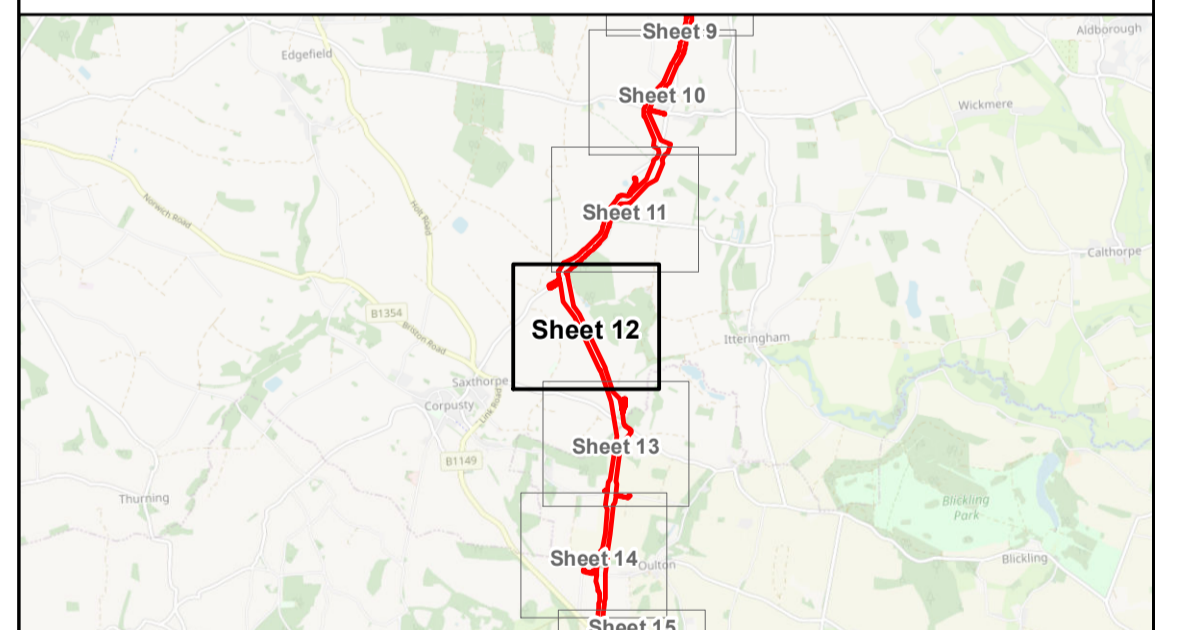 Sheet 9
Aldborough
Edgefield
Sheet 10
Wickmere
Norwich Road
Holt Road
Sheet 11
Calthorpe
B1354
Briston Road
Sheet 12
Itteringham
Saxthorpe
Corpusty
Link Road
Sheet 13
B1149
Thurning
Blickling
Park
Sheet 14
Oulton
Blickling
Sheet 15